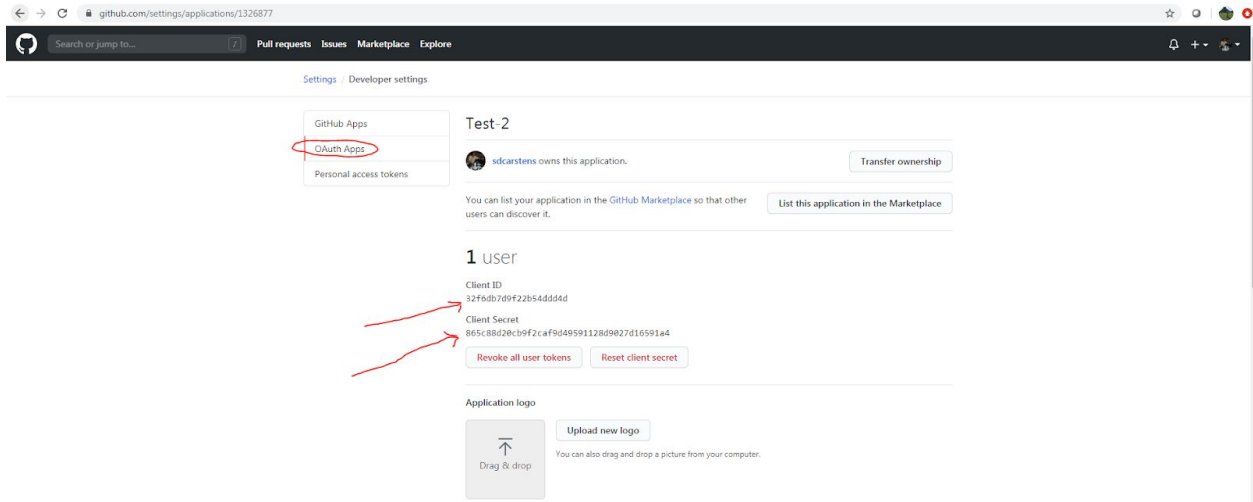 github.com/settings/applications/1326877
Search or jump to...
/
Pull requests Issues Marketplace Explore
Settings / Developer settings
GitHub Apps
OAuth Apps
Personal access tokens
Test-2
sdcarstens owns this application.
Transfer ownership
You can list your application in the GitHub Marketplace so that other
users can discover it.
List this application in the Marketplace
1 user
Client ID
32f6db7d9f22b54ddd4d
Client Secret
865c88d20cb9f2caf9d49591128d9027d16591a4
Revoke all user tokens
Reset client secret
Application logo
Drag & drop
Upload new logo
You can also drag and drop a picture from your computer.